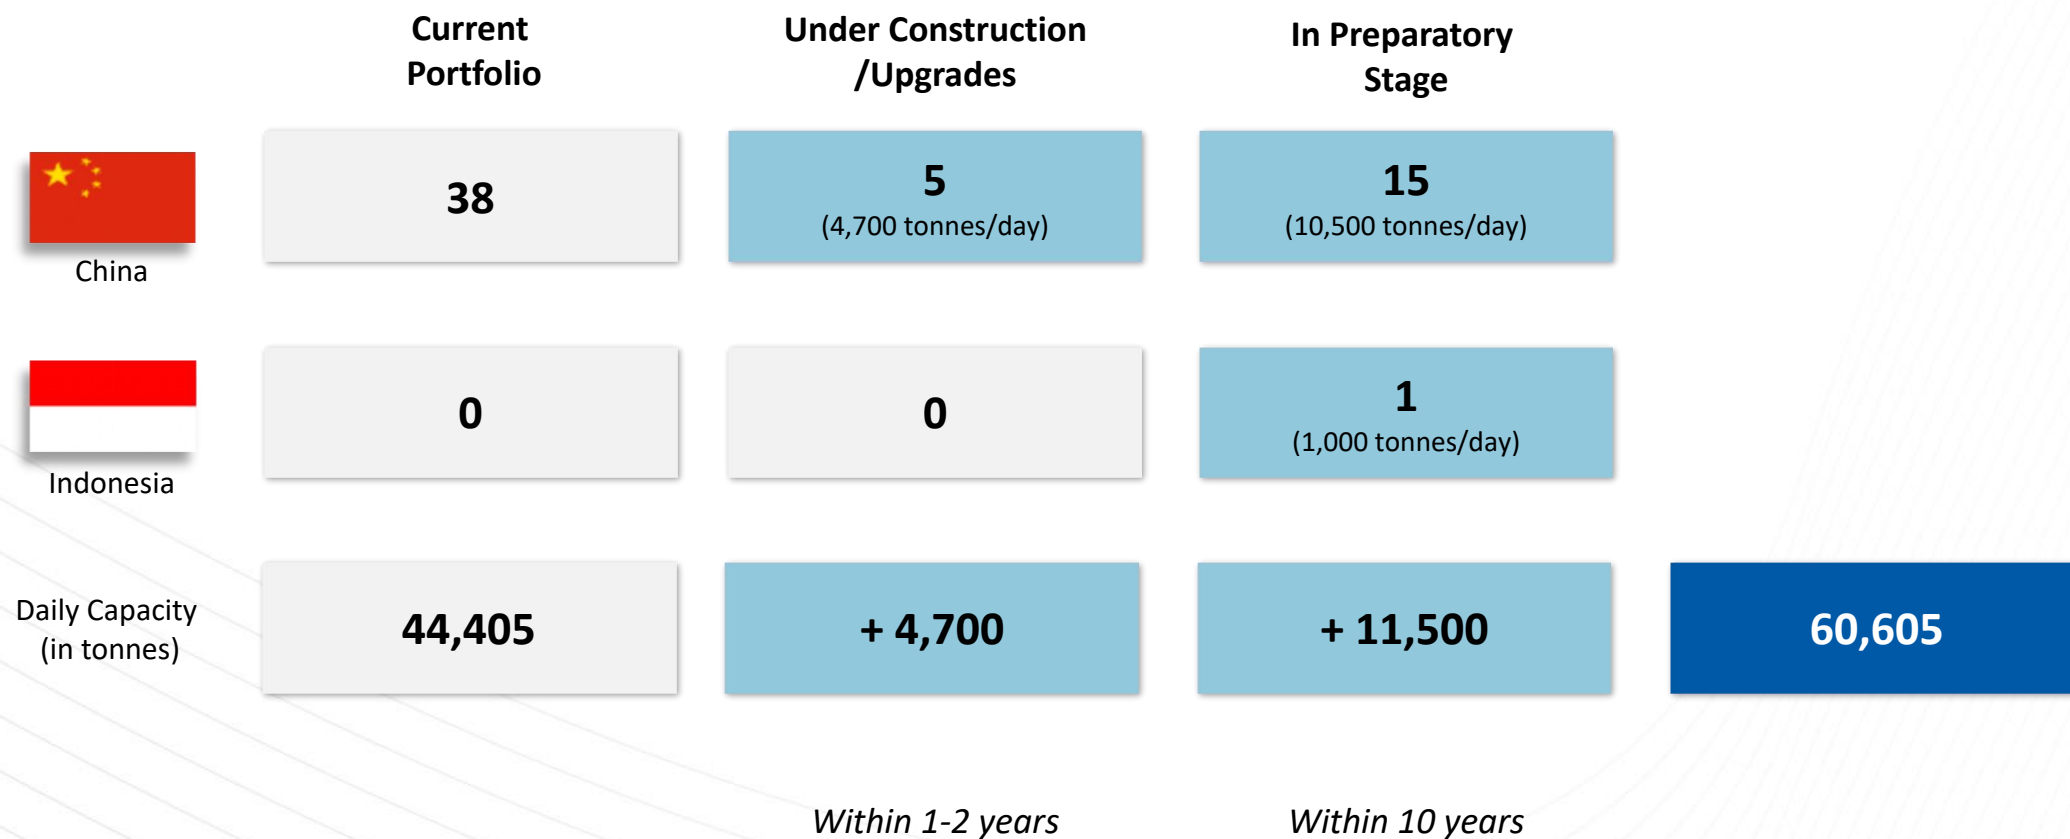 Current
Portfolio
Under Construction
/Upgrades
In Preparatory
Stage
China
38
5
(4,700 tonnes/day)
15
(10,500 tonnes/day)
Indonesia
0
0
1
(1,000 tonnes/day)
Daily Capacity
(in tonnes)
44,405
+ 4,700
+ 11,500
60,605
Within 1-2 years
Within 10 years